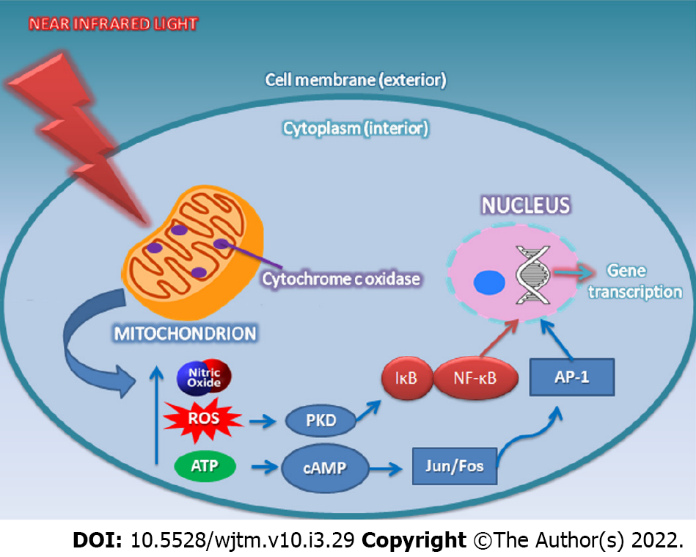 NEAR INFRARED LIGHT
Cell membrane (exterior)
Cytoplasm (interior)
NUCLEUS
Cytochrome c oxidase
Gene
transcription
MITOCHONDRION
Nitric
Oxide
ROS
PKD
IκB
NF-κB
AP-1
ATP
cAMP
Jun/Fos
DOI: 10.5528/wjtm.v10.i3.29 Copyright ©The Author(s) 2022.